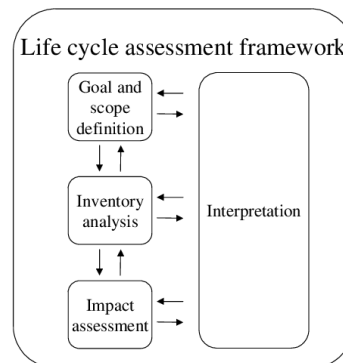 Life cycle assessment framework
Goal and
scope
definition
Inventory
analysis
Interpretation
Impact
assessment